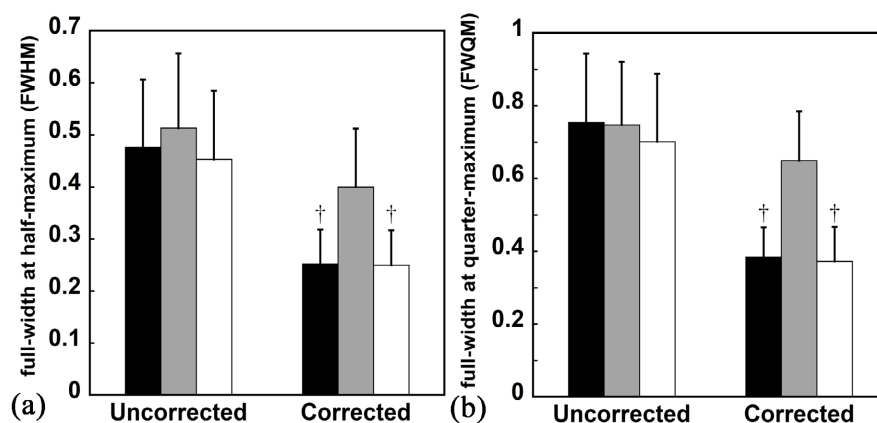 full-width at half-maximum (FWHM)
0.7
0.6
0.5
0.4
0.3
0.2
0.1
0
† †
Uncorrected Corrected
(a)
full-width at quarter-maximum (FWQM)
1
0.8
0.6
0.4
0.2
0
† †
Uncorrected Corrected
(b)